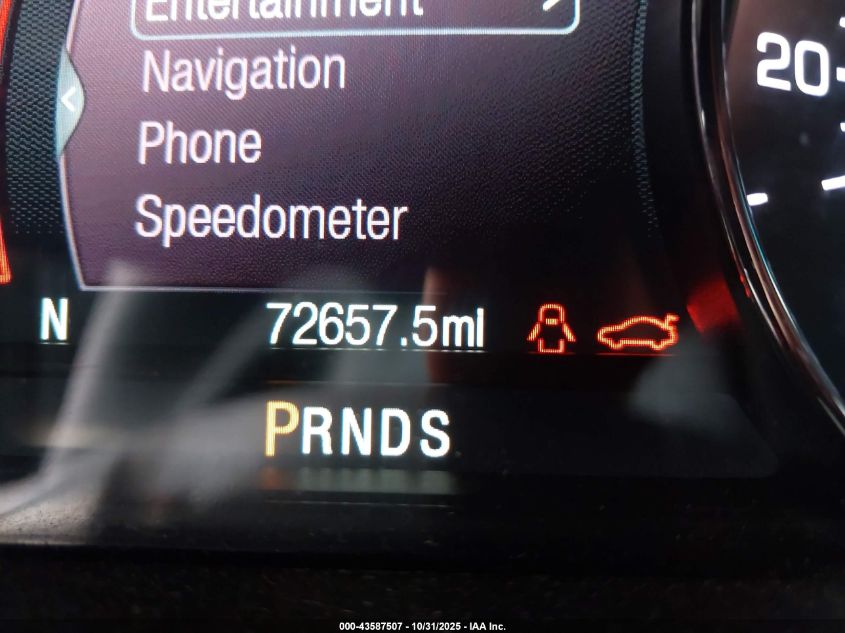 Entertainment >
Navigation
<
Phone
Speedometer
20
N 72657.5mi
PRNDS
000-43587507 - 10/31/2025 - IAA Inc.